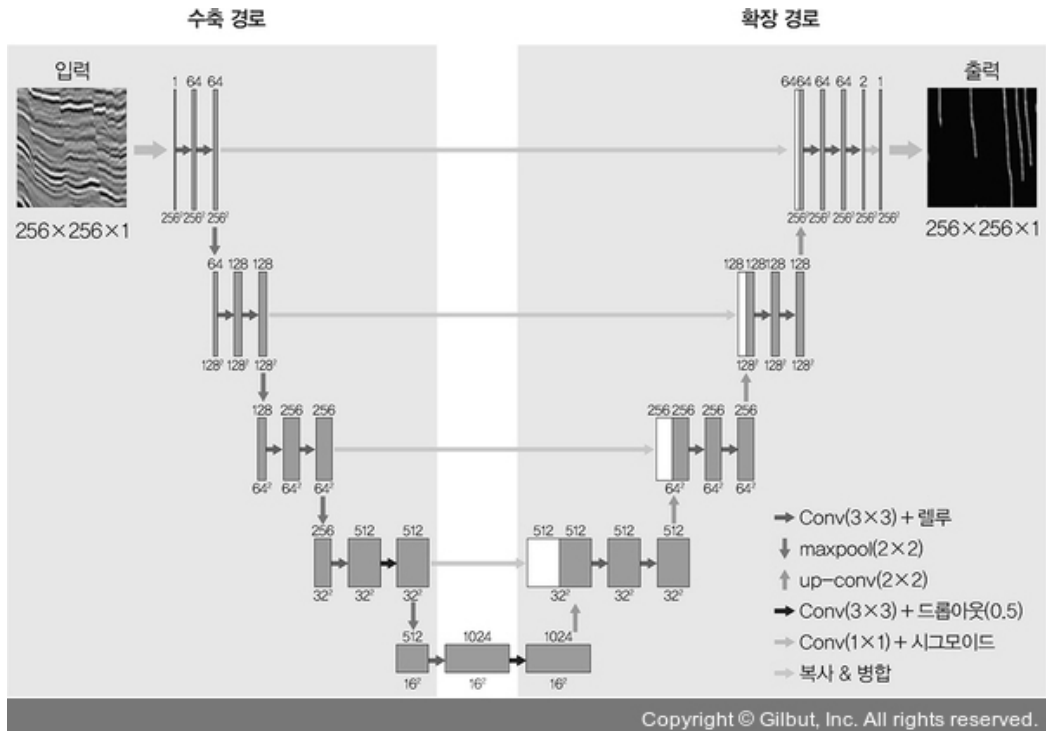 수축 경로 확장 경로
입력 출력
1 64 64
64 64 64 64 2 1
256² 256² 256²
256² 256² 256² 256² 256²
256×256×1 256×256×1
64 128 128
128 128 128 128
128² 128² 128²
128² 128² 128²
128 256 256
256 256 256 256
64² 64² 64²
64² 64² 64²
256 512 512
512 512 512 512
32² 32² 32²
32² 32² 32²
512 1024 1024
16² 16² 16²
Conv(3×3) + 렐루
maxpool(2×2)
up-conv(2×2)
Conv(3×3) + 드롭아웃(0.5)
Conv(1×1) + 시그모이드
복사 & 병합
Copyright © Gilbut, Inc. All rights reserved.